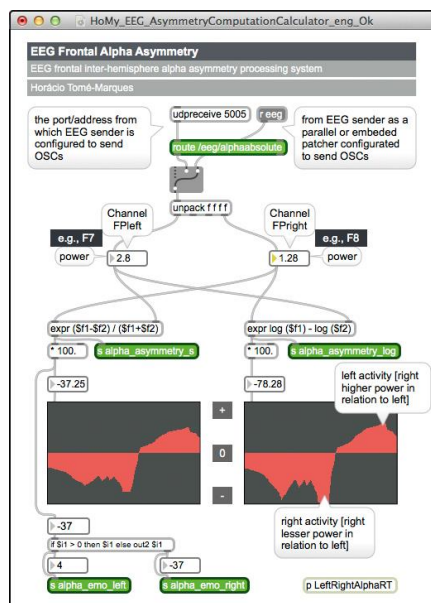 HoMy_EEG_AsymmetryComputationCalculator_eng_Ok
EEG Frontal Alpha Asymmetry
EEG frontal inter-hemisphere alpha asymmetry processing system
Horácio Tomé-Marques
the port/address from
which EEG sender is
configured to send
OSCs
udpreceive 5005
r eeg
from EEG sender as a
parallel or embeded
patcher configurated
to send OSCs
route /eeg/alphaabsolute
unpack f f f f
Channel
FPleft
Channel
FPright
e.g., F7
power
2.8
1.28
e.g., F8
power
expr ($f1-$f2) / ($f1+$f2)
expr log ($f1) - log ($f2)
* 100.
s alpha_asymmetry_s
* 100.
s alpha_asymmetry_log
-37.25
-78.28
left activity [right
higher power in
relation to left]
+
0
-
right activity [right
lesser power in
relation to left]
-37
if $i1 > 0 then $i1 else out2 $i1
4
-37
s alpha_emo_left
s alpha_emo_right
p LeftRightAlphaRT